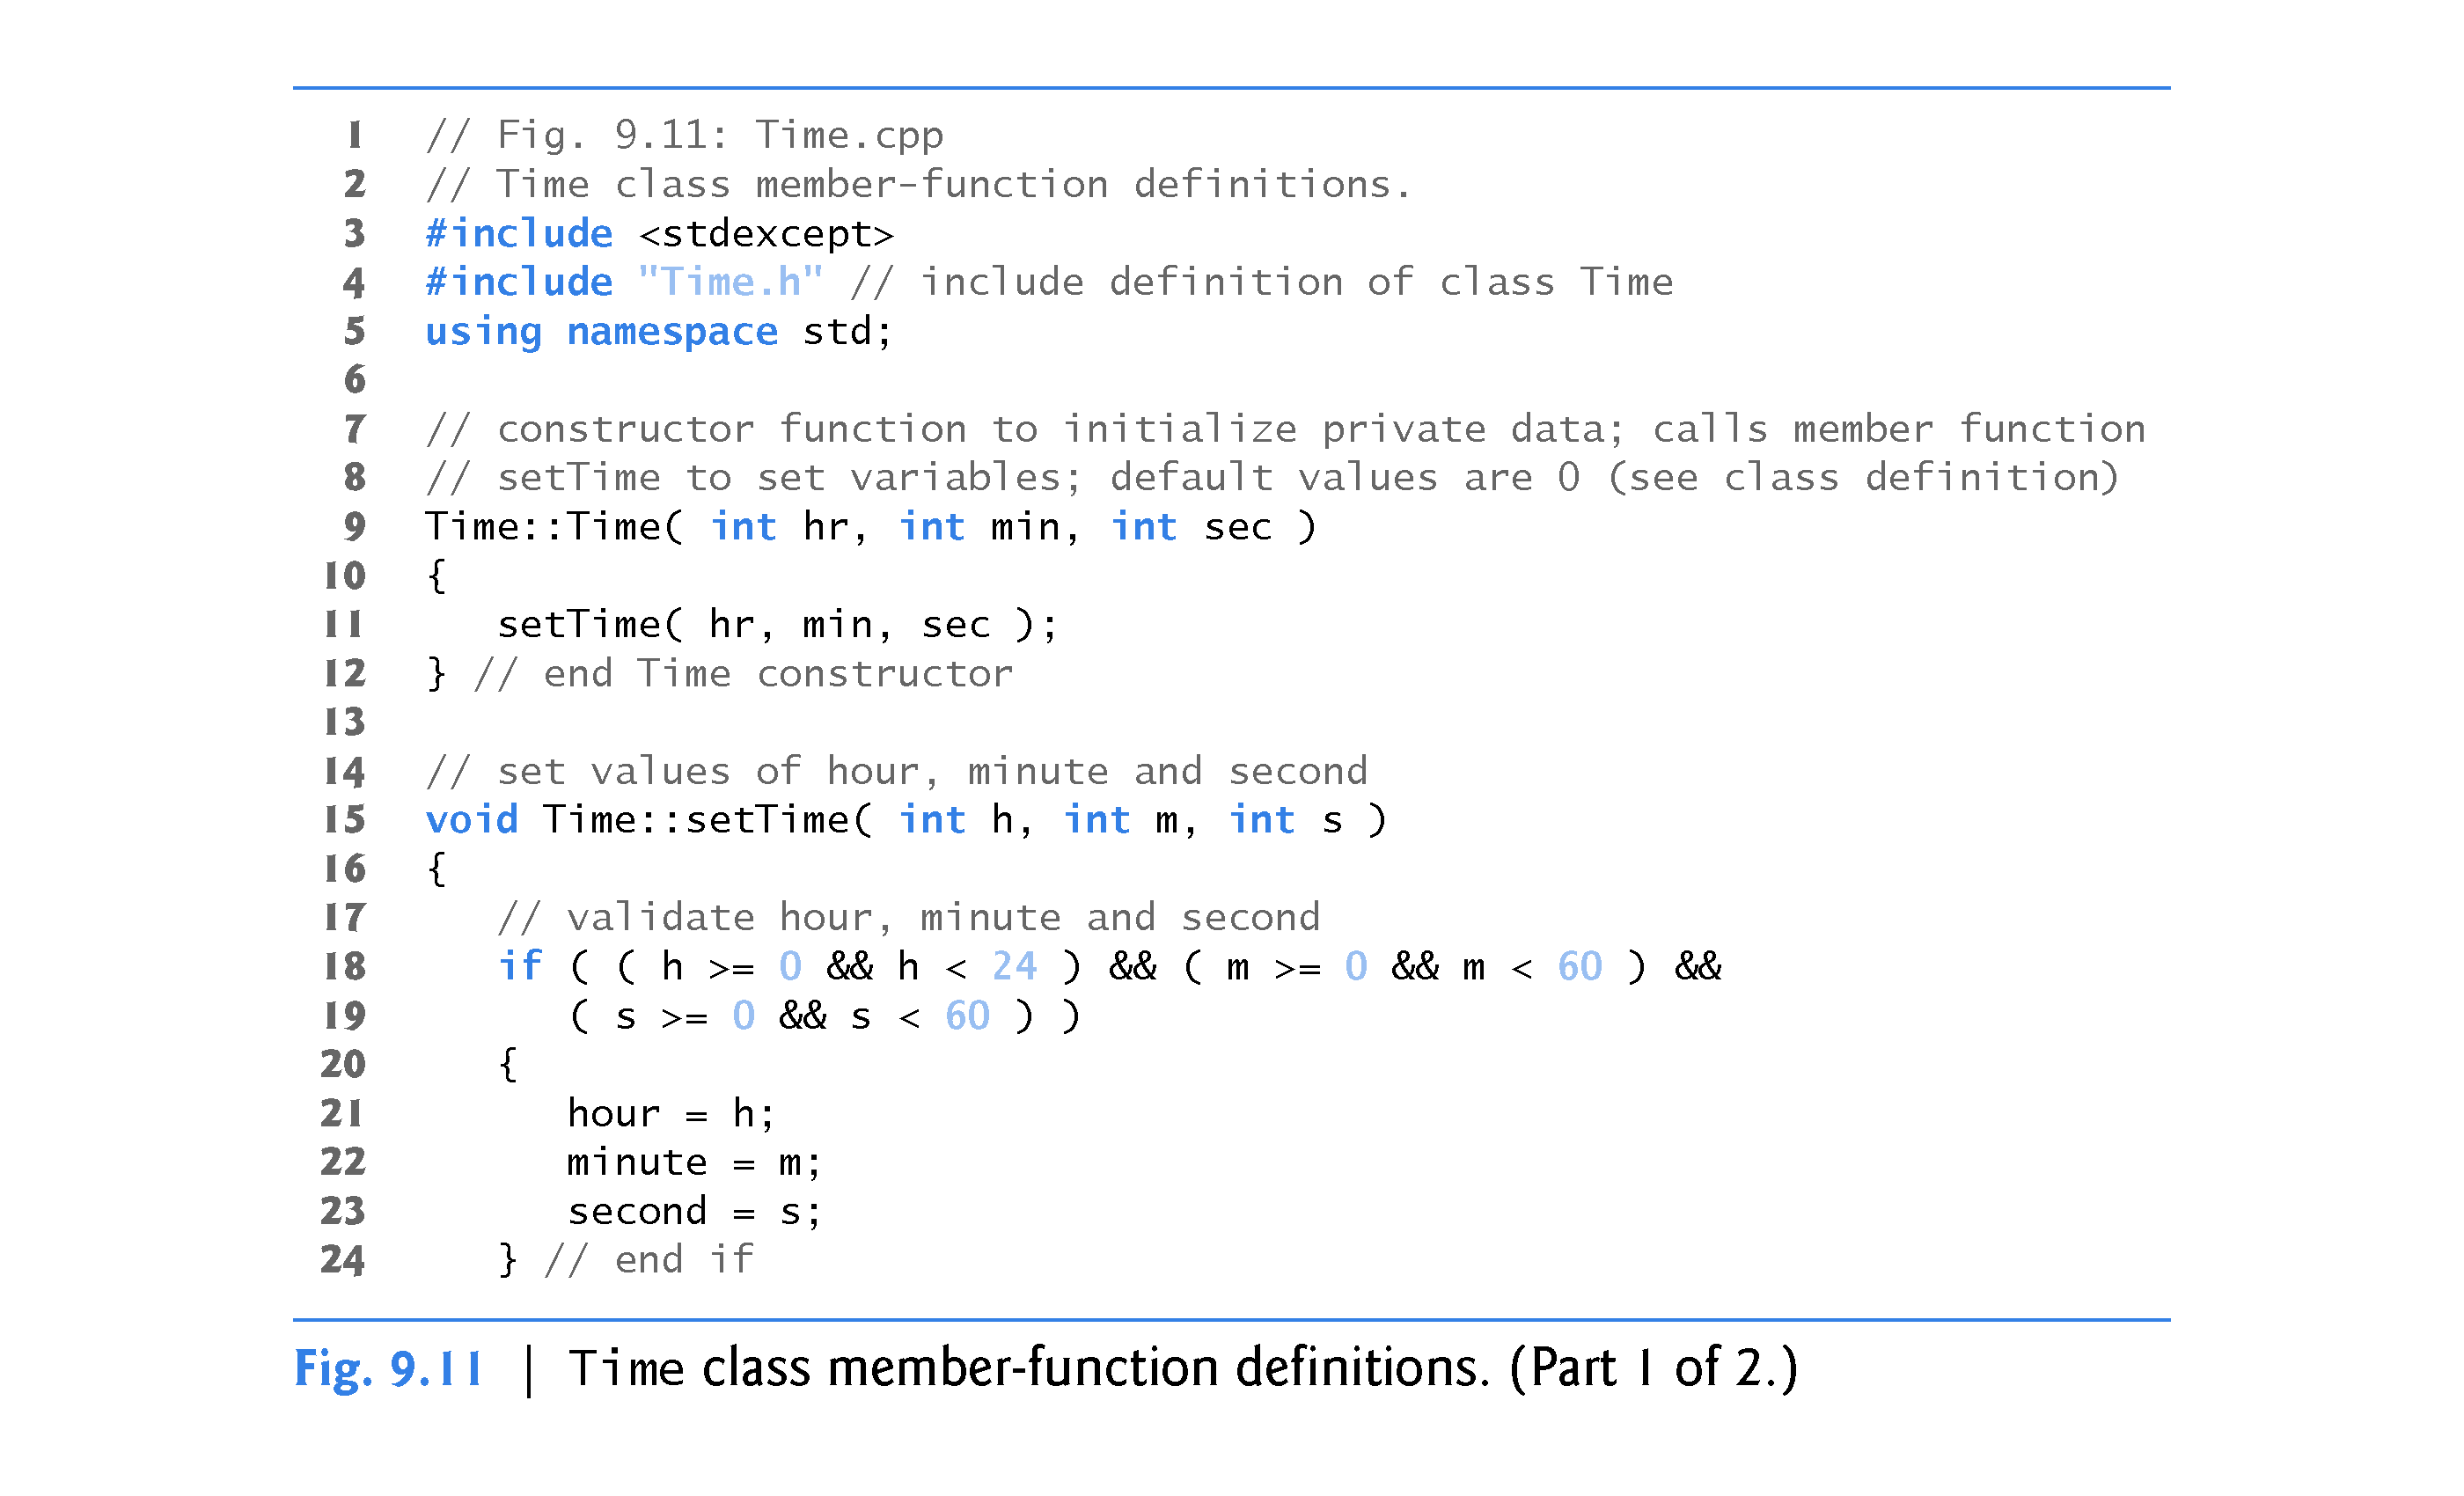 1 // Fig. 9.11: Time.cpp
2 // Time class member-function definitions.
3 #include <stdexcept>
4 #include "Time.h" // include definition of class Time
5 using namespace std;
6
7 // constructor function to initialize private data; calls member function
8 // setTime to set variables; default values are 0 (see class definition)
9 Time::Time( int hr, int min, int sec )
10 {
11    setTime( hr, min, sec );
12 } // end Time constructor
13
14 // set values of hour, minute and second
15 void Time::setTime( int h, int m, int s )
16 {
17    // validate hour, minute and second
18    if ( ( h >= 0 && h < 24 ) && ( m >= 0 && m < 60 ) &&
19       ( s >= 0 && s < 60 ) )
20    {
21       hour = h;
22       minute = m;
23       second = s;
24    } // end if
Fig. 9.11 | Time class member-function definitions. (Part 1 of 2.)